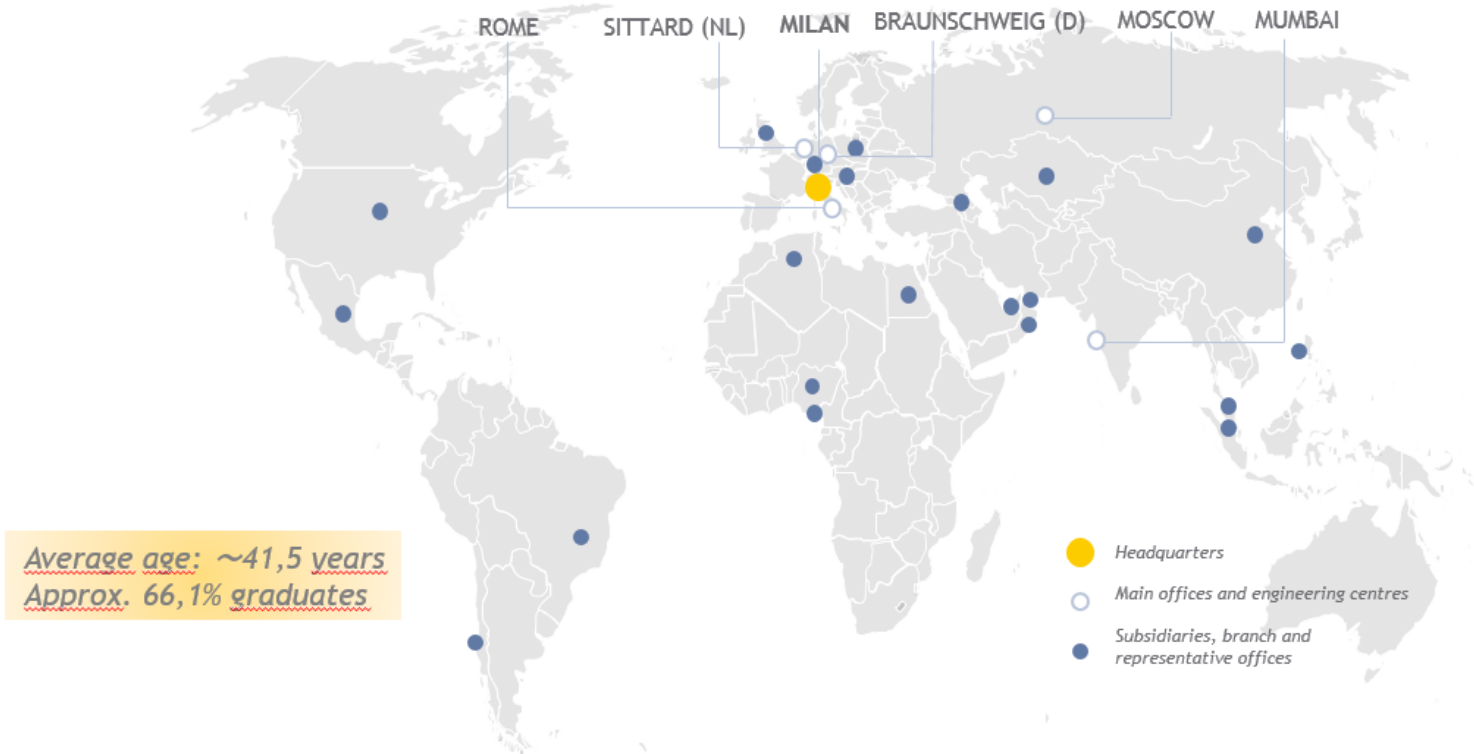 ROME
SITTARD (NL)
MILAN
BRAUNSCHWEIG (D)
MOSCOW
MUMBAI
Average age: ~41,5 years
Approx. 66,1% graduates
Headquarters
Main offices and engineering centres
Subsidiaries, branch and
representative offices